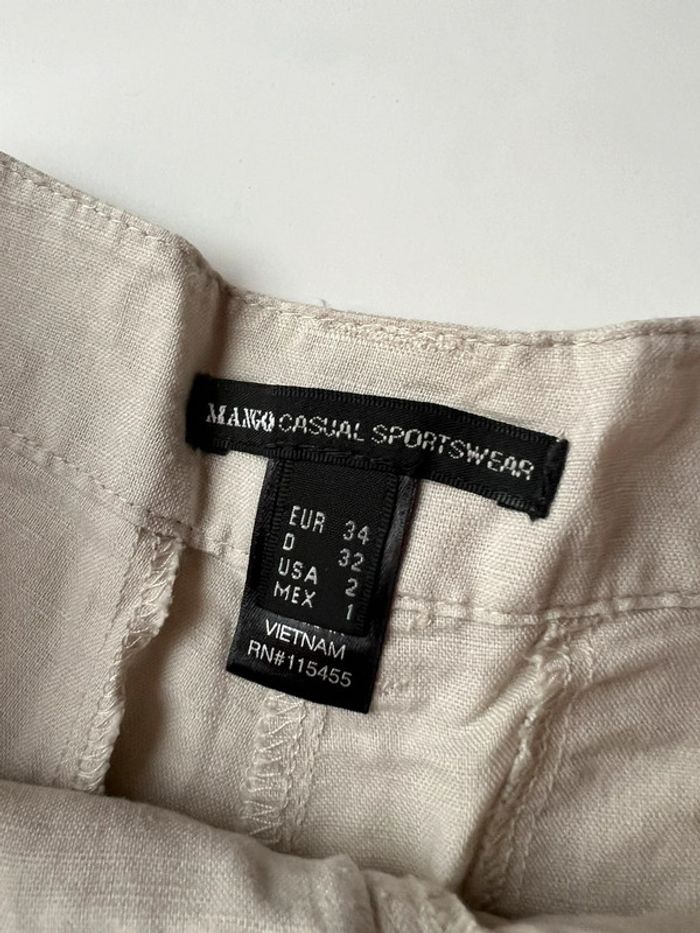 MANGO CASUAL SPORTSWEAR
EUR 34
D 32
USA 2
MEX 1
VIETNAM
RN#115455